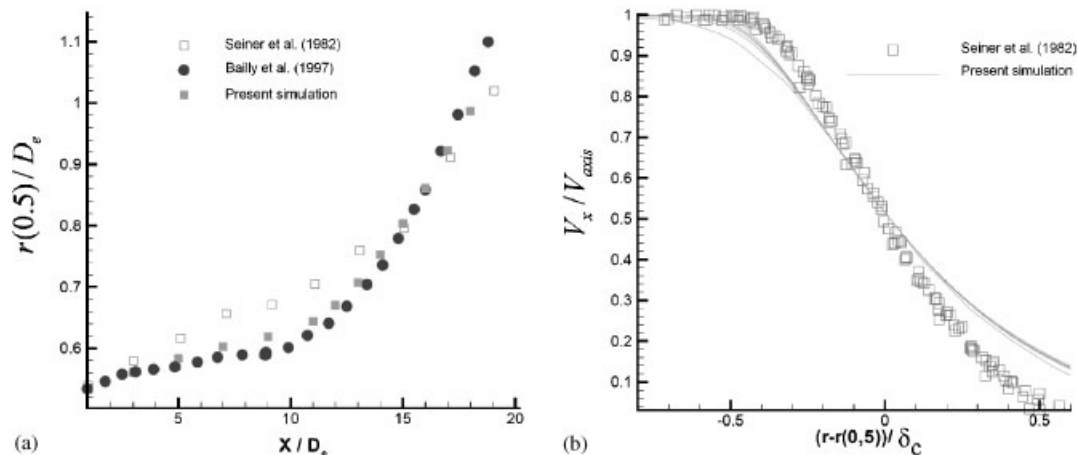 1.1
1
0.9
0.8
0.7
0.6
r(0.5)/D_e
Seiner et al. (1982)
Bailly et al. (1997)
Present simulation
5
10
15
20
X / D_e
(a)
1
0.9
0.8
0.7
0.6
0.5
0.4
0.3
0.2
0.1
V_x/V_axis
Seiner et al. (1982)
Present simulation
-0.5
0
0.5
(r-r(0,5))/δ_c
(b)